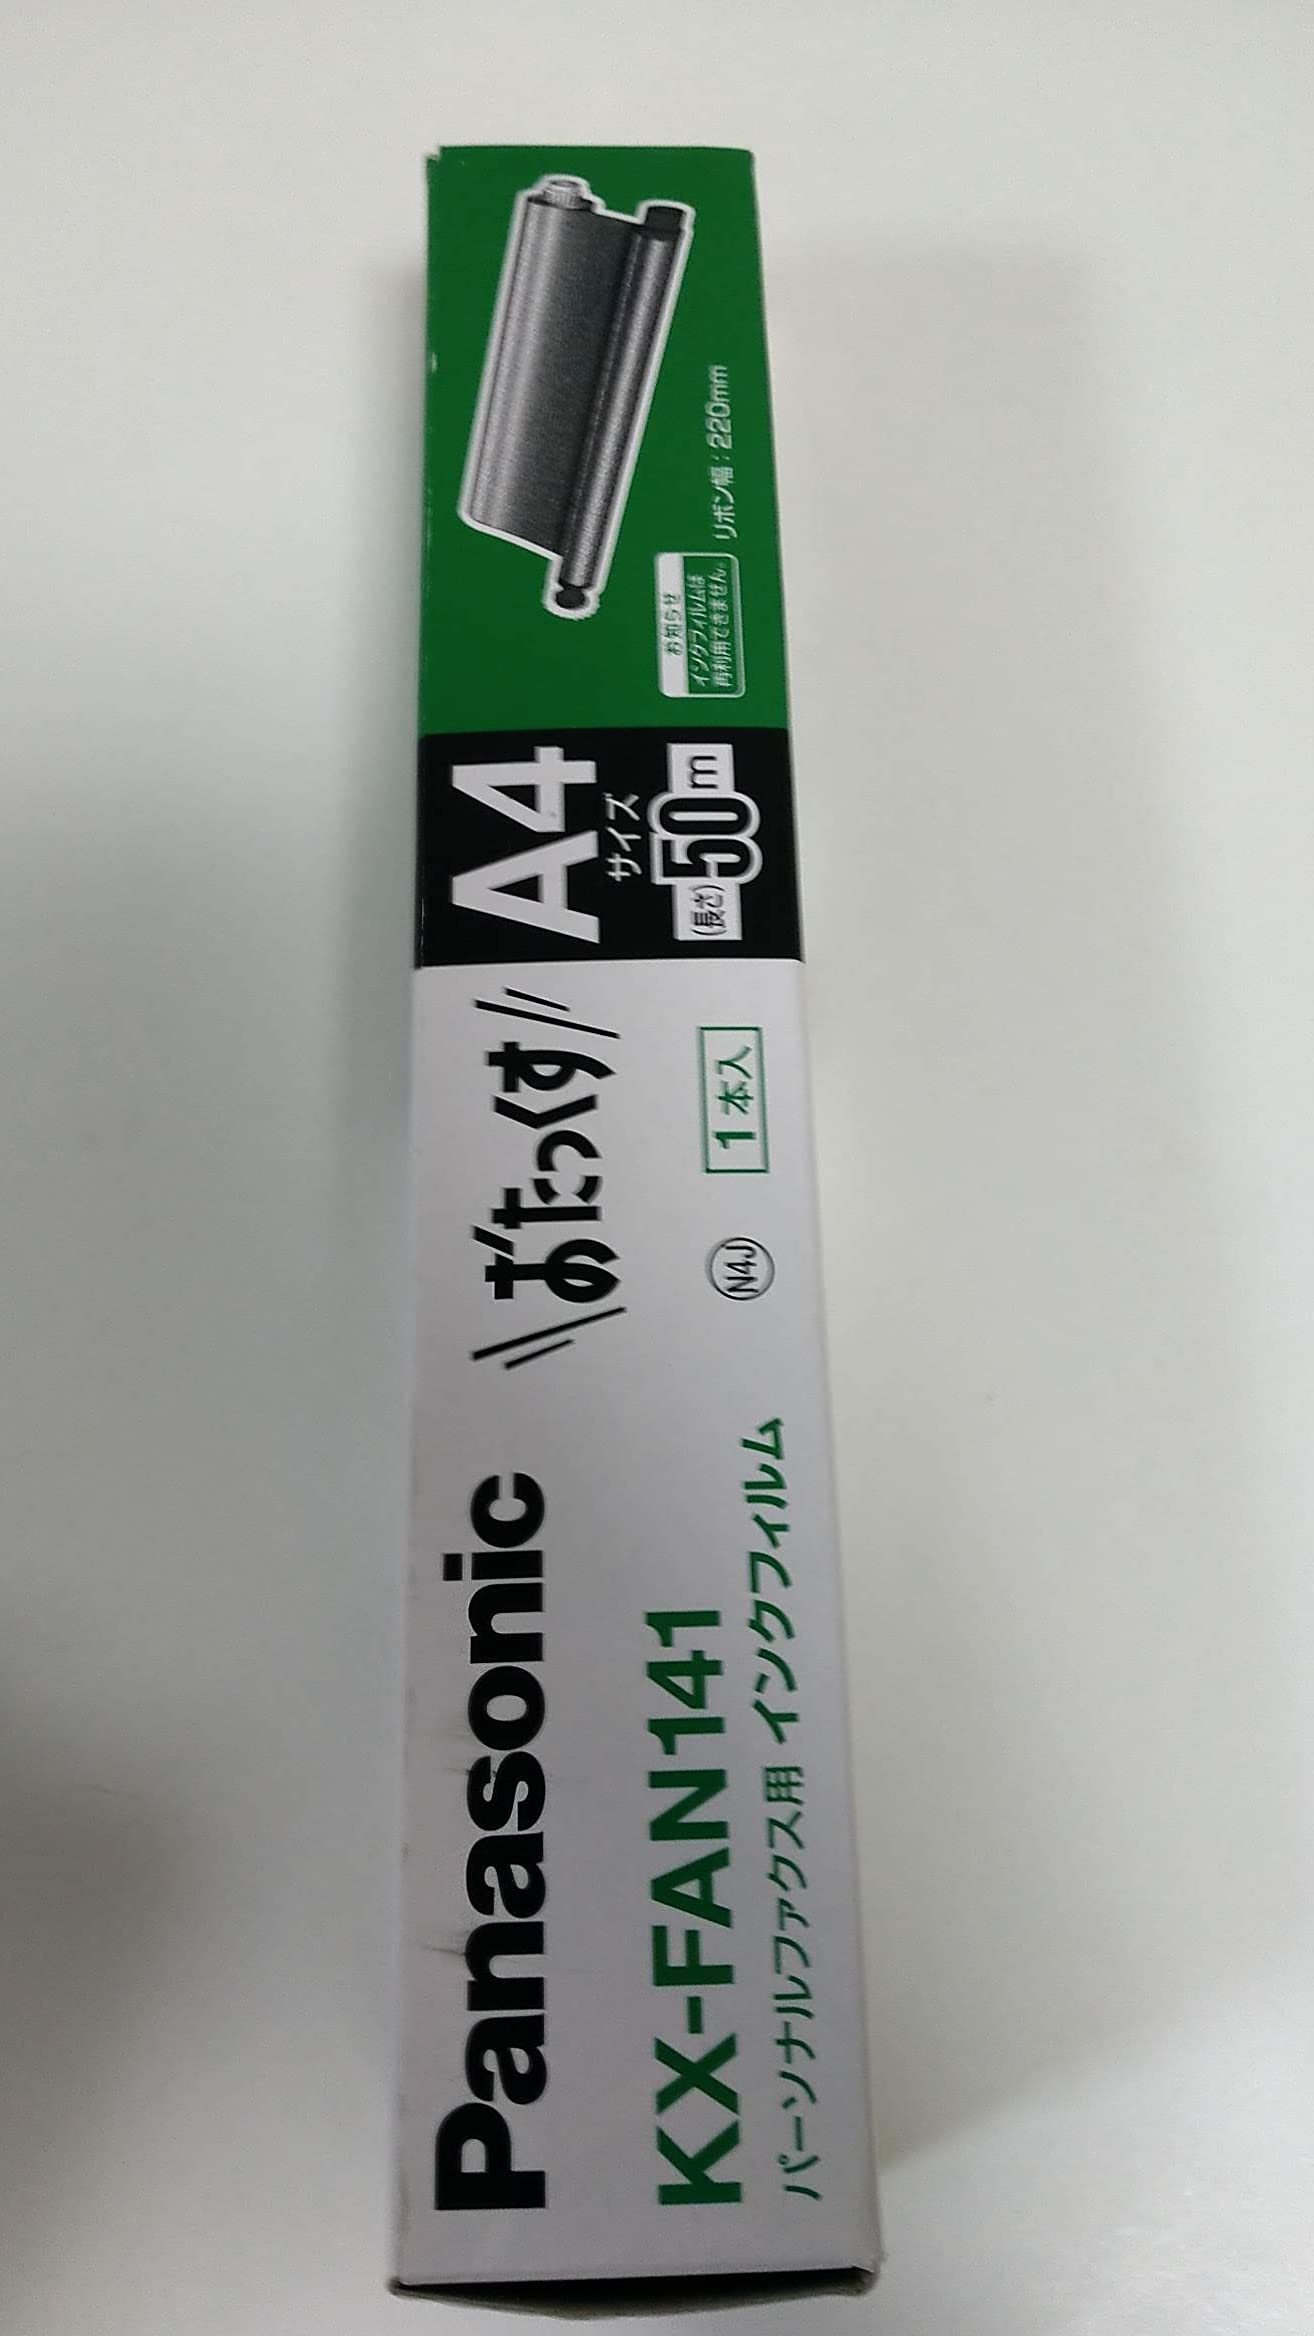 Panasonic
おたっくす
KX-FAN141
パーソナルファクス用 インクフィルム
N4J
1本入
A4
サイズ
(長さ)50m
お知らせ
インクフィルムは
再利用できません。
リボン幅：220mm